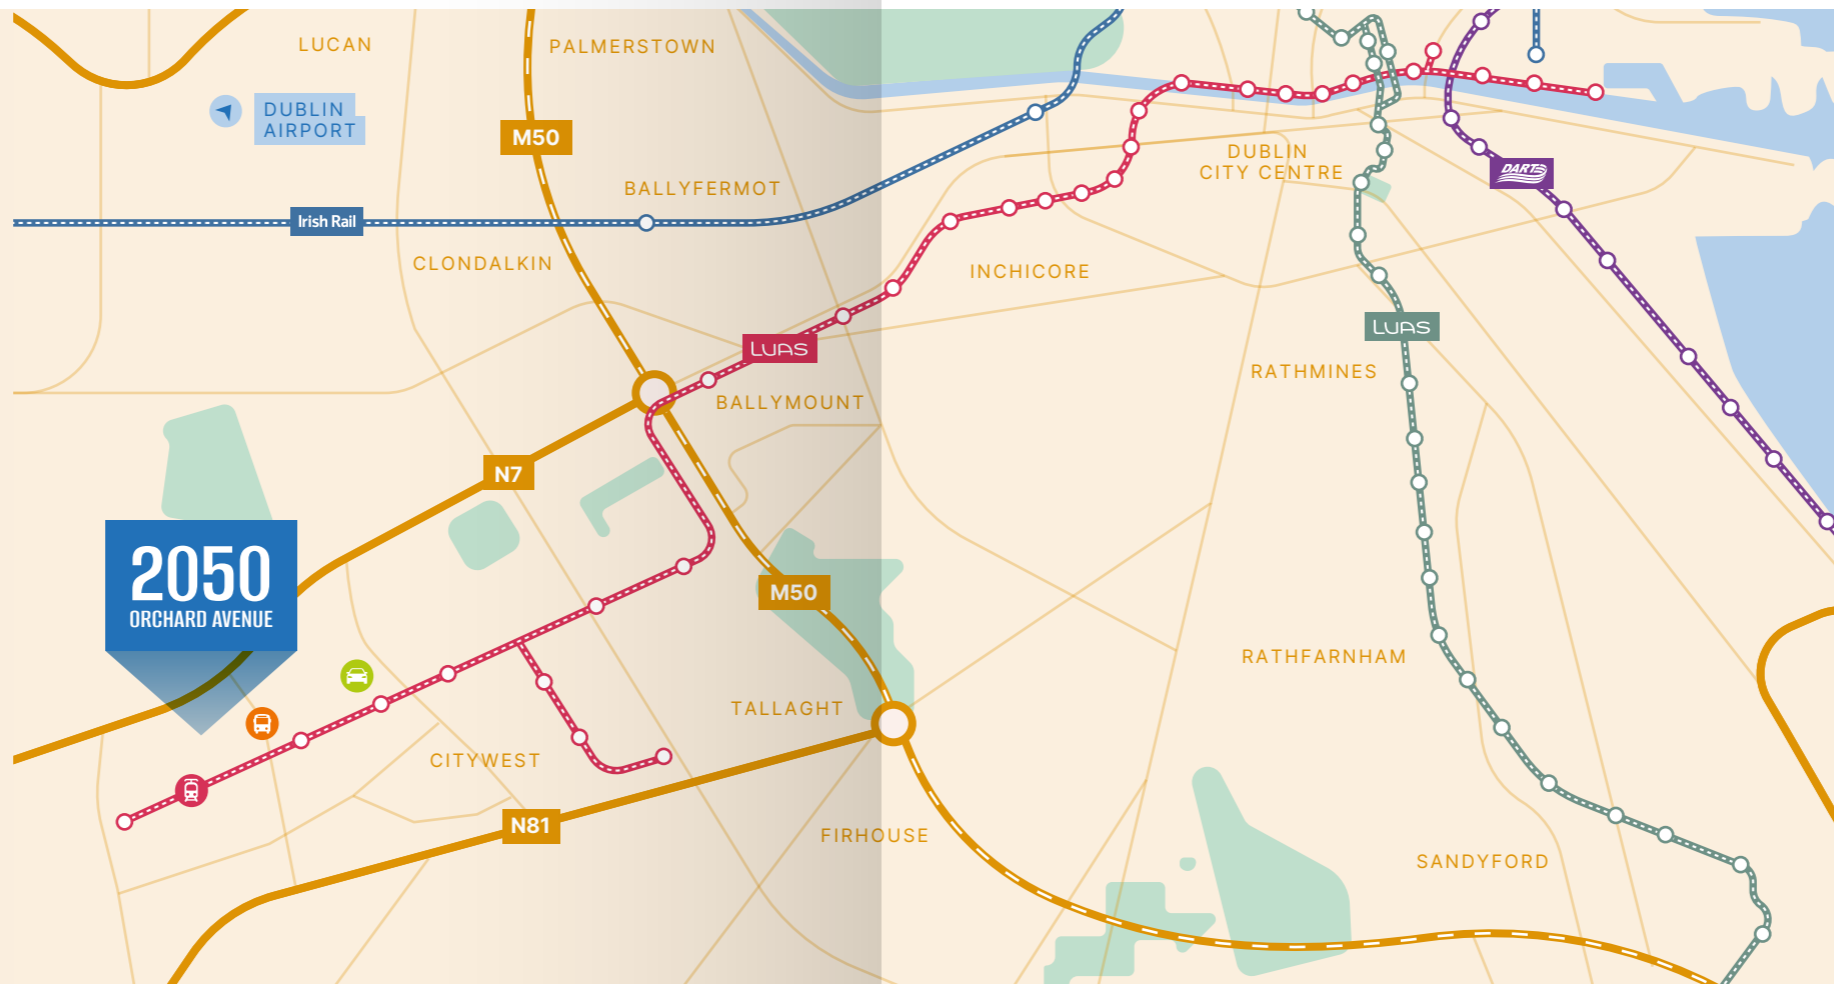 LUCAN
PALMERSTOWN
DUBLIN
AIRPORT
M50
DUBLIN
CITY CENTRE
DART
BALLYFERMOT
Irish Rail
CLONDALKIN
INCHICORE
LUAS
LUAS
RATHMINES
BALLYMOUNT
N7
2050
ORCHARD AVENUE
M50
RATHFARNHAM
TALLAGHT
CITYWEST
N81
FIRHOUSE
SANDYFORD